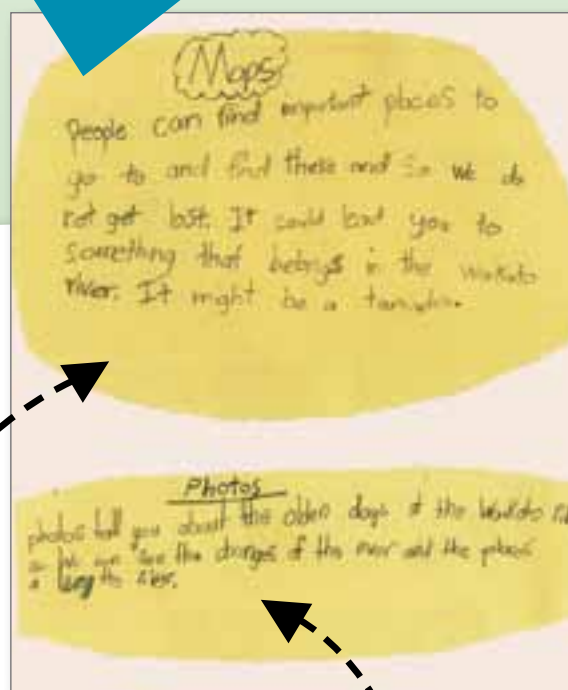 Maps
People can find important places to
go to and find these and so we do
not get lost. It could lead you to
something that belongs in the Waikato
river. It might be a taniwha.
Photos
photos tell you about the olden days of the Waikato
we can see the changes of the river and the places
the river.